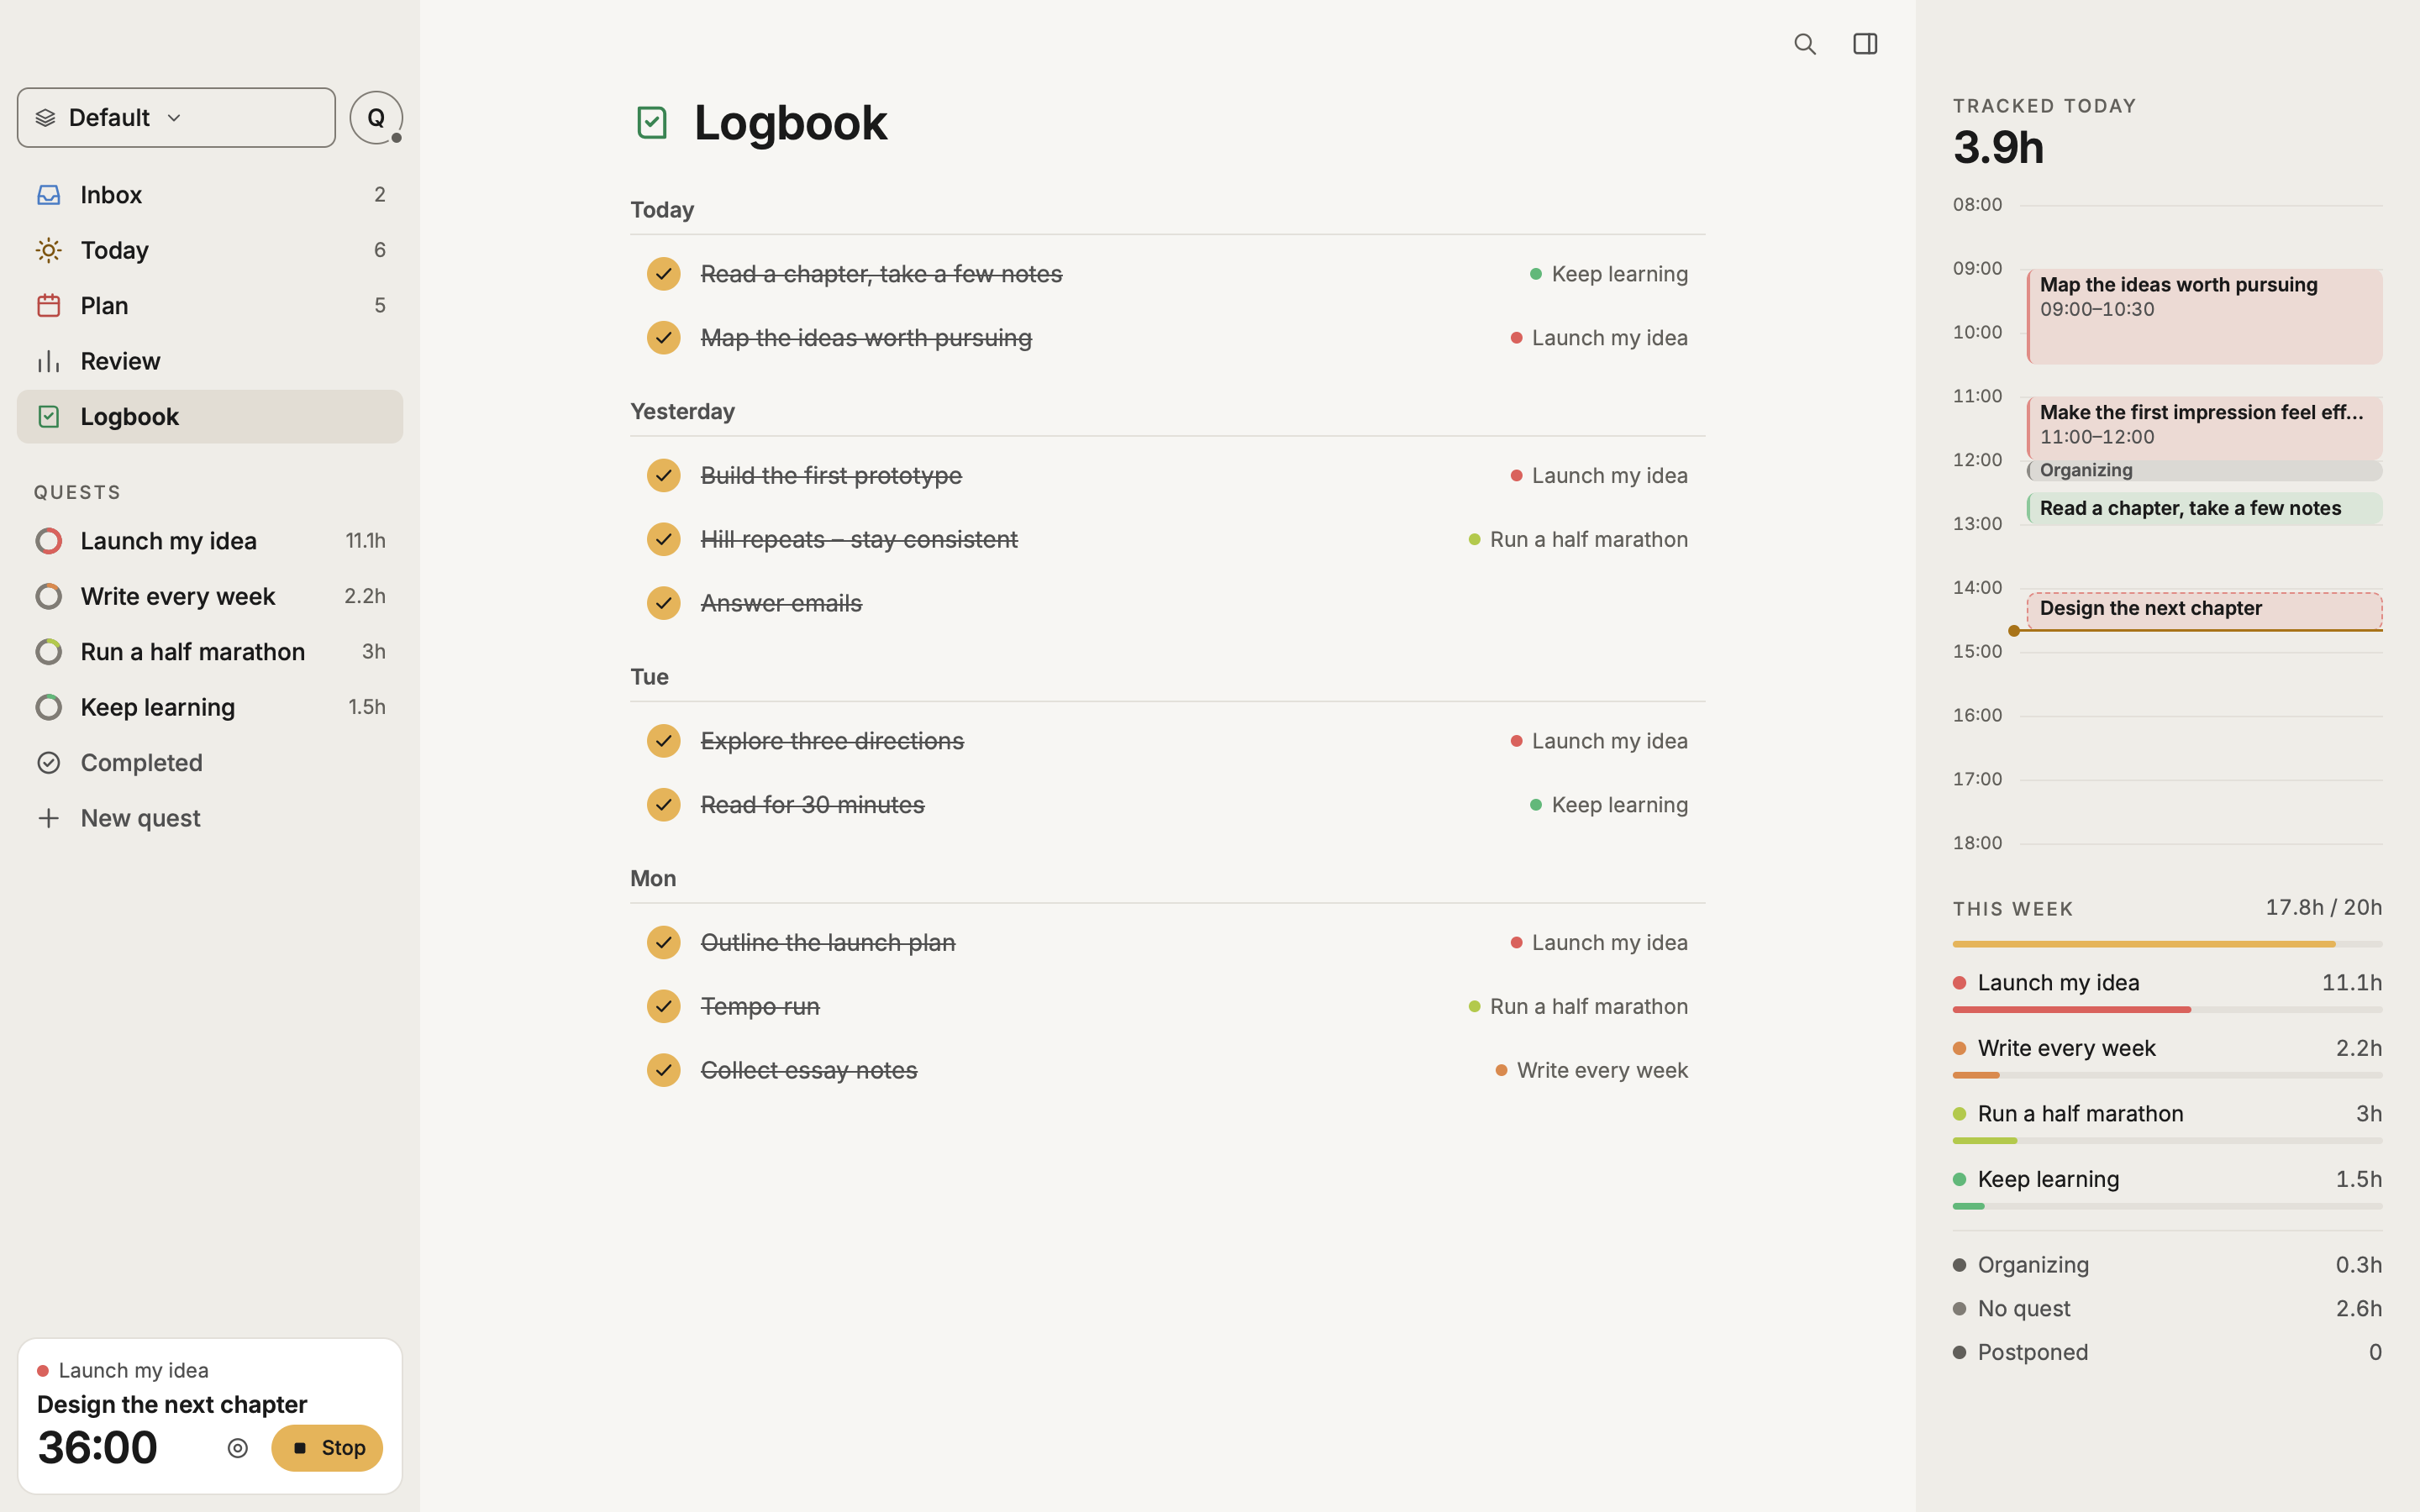 Default
Q
Inbox 2
Today 6
Plan 5
Review
Logbook
QUESTS
Launch my idea 11.1h
Write every week 2.2h
Run a half marathon 3h
Keep learning 1.5h
Completed
New quest
Launch my idea
Design the next chapter
36:00 Stop
Logbook
Today
Read a chapter, take a few notes Keep learning
Map the ideas worth pursuing Launch my idea
Yesterday
Build the first prototype Launch my idea
Hill repeats – stay consistent Run a half marathon
Answer emails
Tue
Explore three directions Launch my idea
Read for 30 minutes Keep learning
Mon
Outline the launch plan Launch my idea
Tempo run Run a half marathon
Collect essay notes Write every week
TRACKED TODAY
3.9h
08:00
09:00
Map the ideas worth pursuing
09:00–10:30
10:00
11:00
Make the first impression feel eff...
11:00–12:00
12:00
Organizing
Read a chapter, take a few notes
13:00
14:00
Design the next chapter
15:00
16:00
17:00
18:00
THIS WEEK 17.8h / 20h
Launch my idea 11.1h
Write every week 2.2h
Run a half marathon 3h
Keep learning 1.5h
Organizing 0.3h
No quest 2.6h
Postponed 0